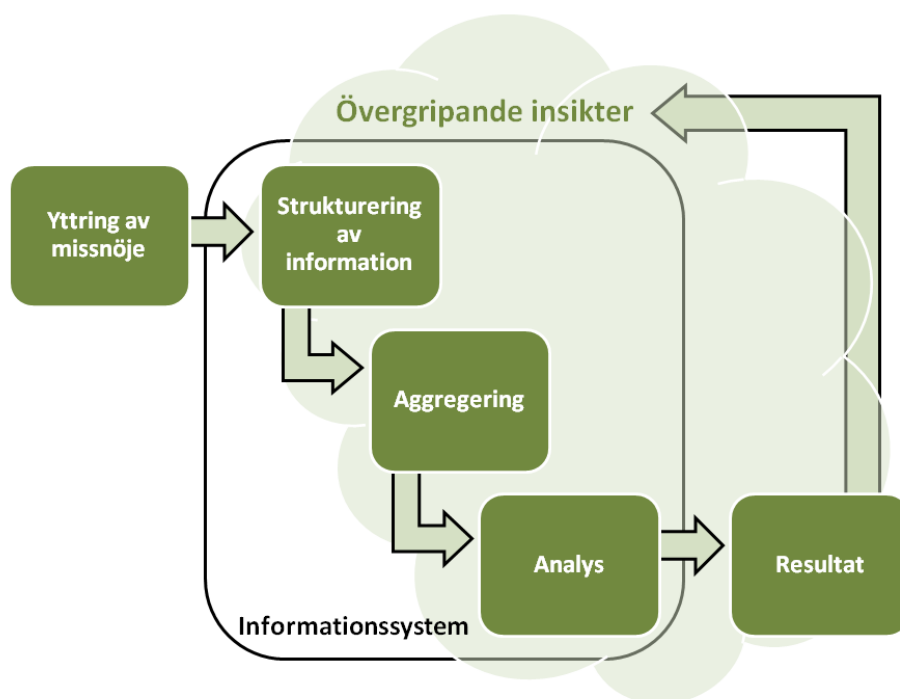 Övergripande insikter
Yttring av
missnöje
Strukturering
av
information
Aggregering
Analys
Resultat
Informationssystem